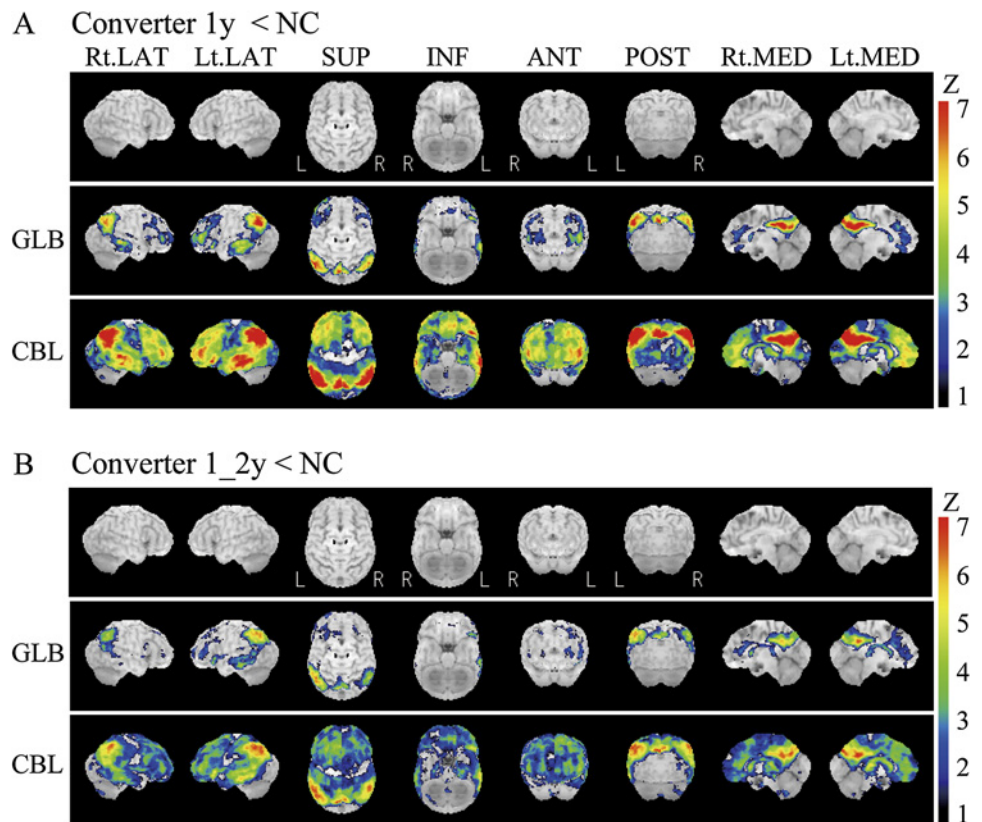 A Converter 1y < NC
Rt.LAT Lt.LAT SUP INF ANT POST Rt.MED Lt.MED
Z
L R R L R L L R
7
6
5
4
3
2
1
GLB
CBL
B Converter 1_2y < NC
Z
L R R L R L L R
7
6
5
4
3
2
1
GLB
CBL